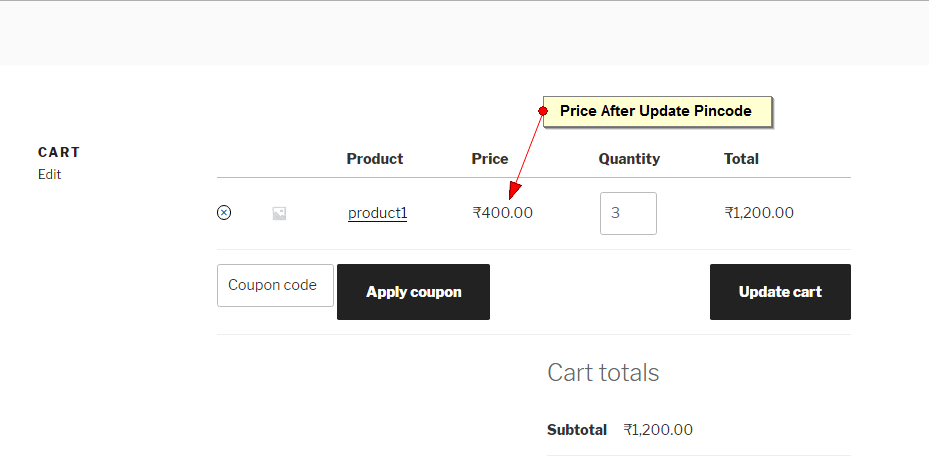 Price After Update Pincode
CART
Edit
Product Price Quantity Total
product1 ₹400.00 3 ₹1,200.00
Coupon code Apply coupon Update cart
Cart totals
Subtotal ₹1,200.00